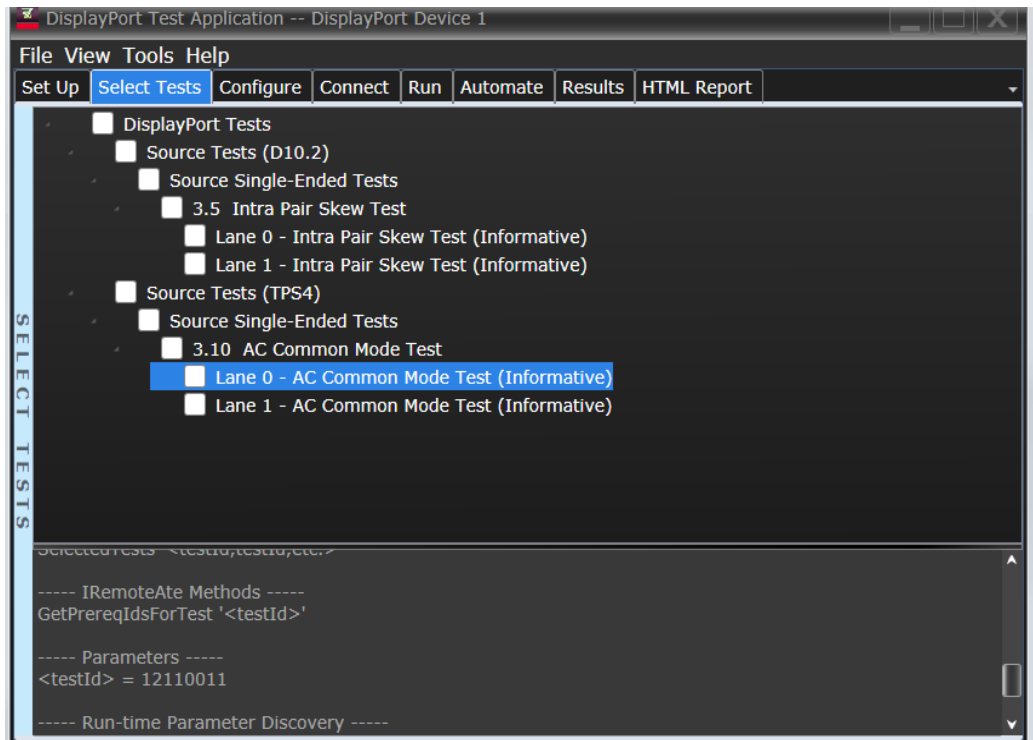 DisplayPort Test Application -- DisplayPort Device 1
File View Tools Help
Set Up Select Tests Configure Connect Run Automate Results HTML Report
DisplayPort Tests
Source Tests (D10.2)
Source Single-Ended Tests
3.5 Intra Pair Skew Test
Lane 0 - Intra Pair Skew Test (Informative)
Lane 1 - Intra Pair Skew Test (Informative)
Source Tests (TPS4)
Source Single-Ended Tests
3.10 AC Common Mode Test
Lane 0 - AC Common Mode Test (Informative)
Lane 1 - AC Common Mode Test (Informative)
SELECT TESTS
SelectedTests '<testId,testId,etc.>'
----- IRemoteAte Methods -----
GetPrereqIdsForTest '<testId>'
----- Parameters -----
<testId> = 12110011
----- Run-time Parameter Discovery -----